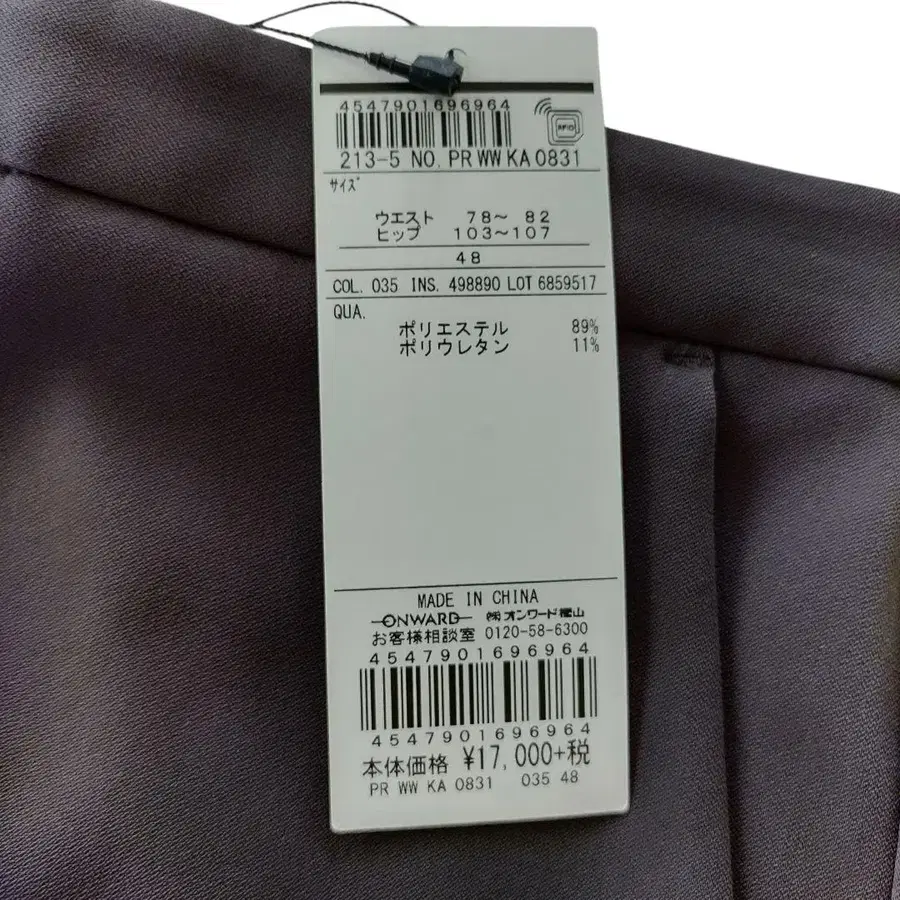 4547901696964
RFID
213-5 NO. PR WW KA 0831
サイズ
ウエスト 78～ 82
ヒップ 103～107
48
COL. 035 INS. 498890 LOT 6859517
QUA.
ポリエステル 89%
ポリウレタン 11%
MADE IN CHINA
ONWARD ㈱オンワード樫山
お客様相談室 0120-58-6300
4547901696964
4547901696964
本体価格 ¥17,000+税
PR WW KA 0831 035 48